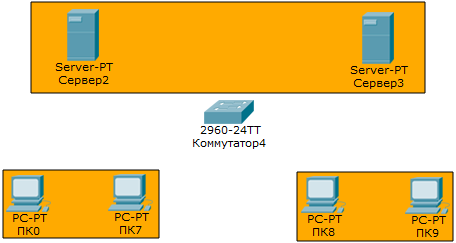 Server-PT
Сервер2
Server-PT
Сервер3
2960-24TT
Коммутатор4
PC-PT
ПК0
PC-PT
ПК7
PC-PT
ПК8
PC-PT
ПК9